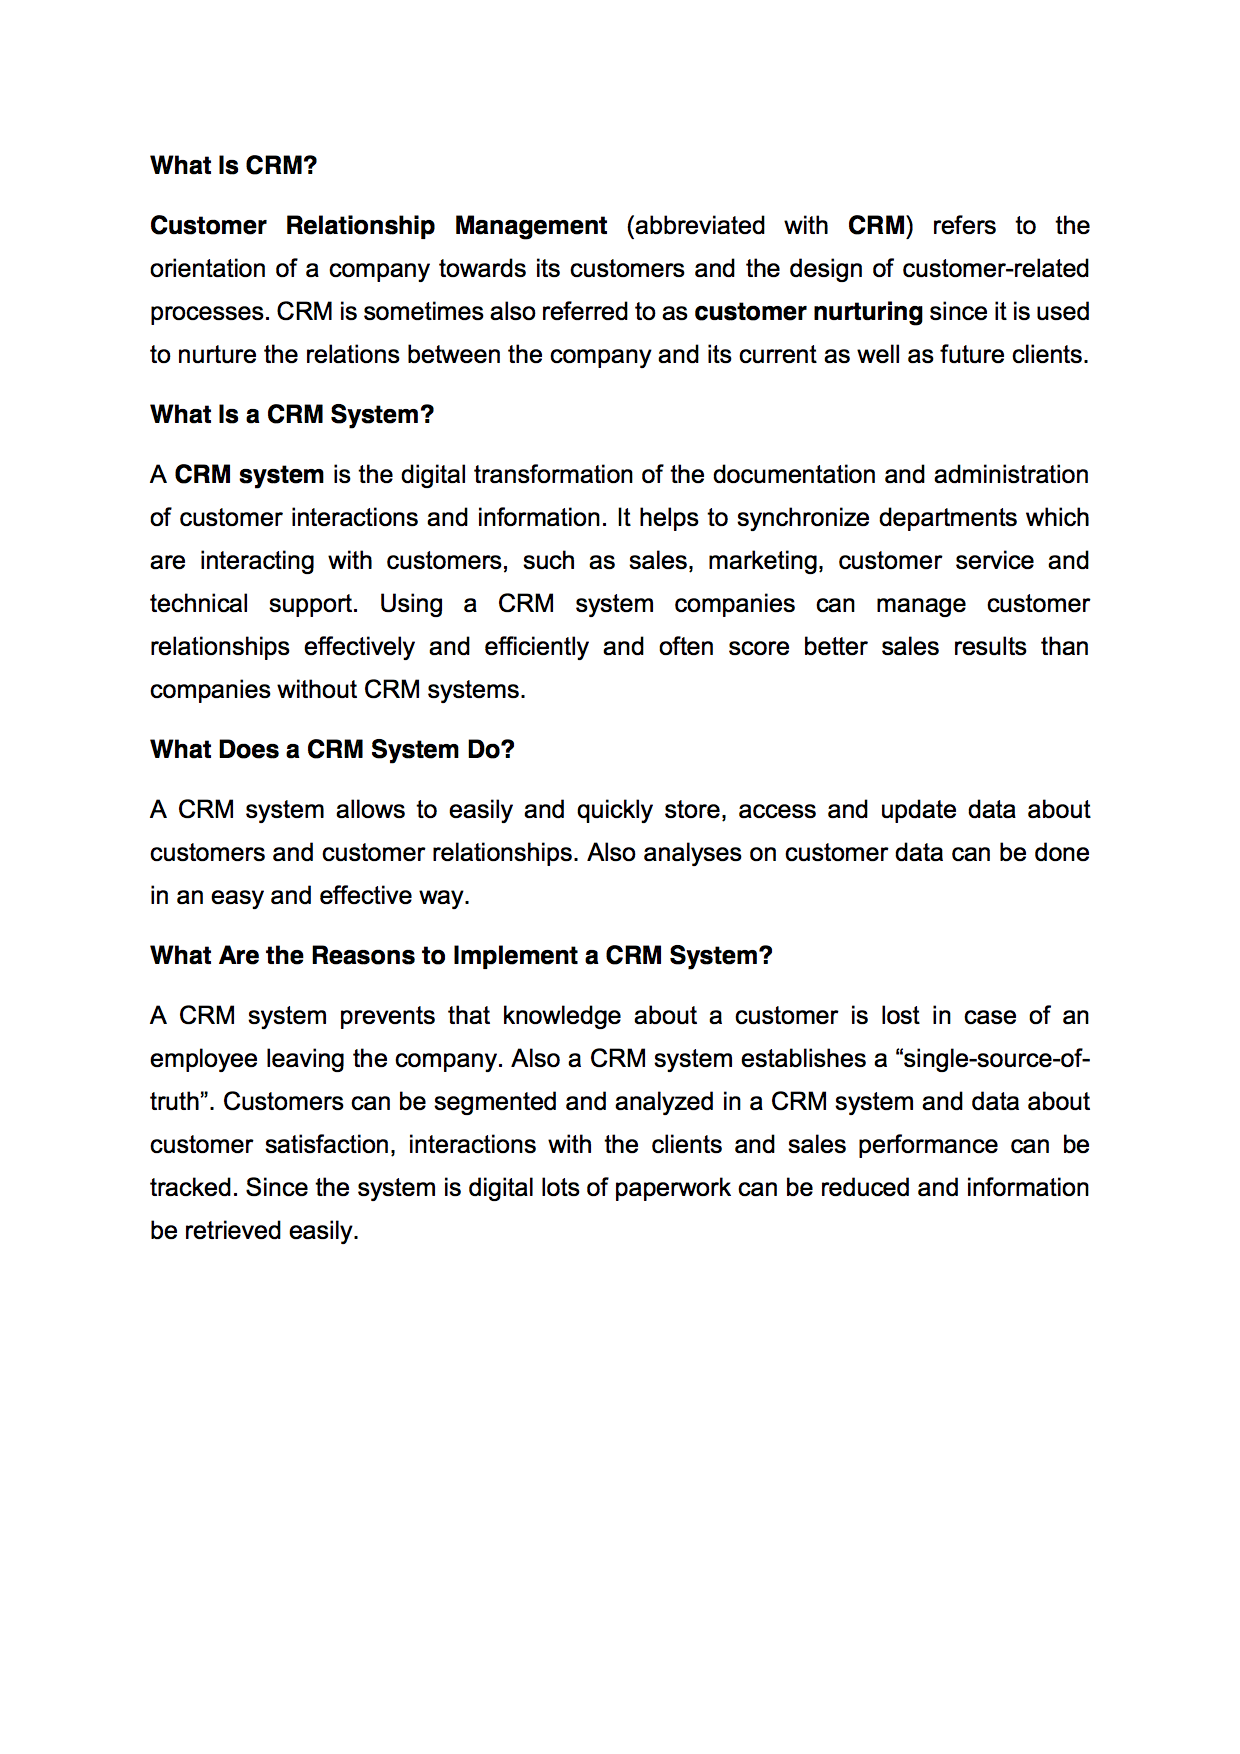 What Is CRM?
Customer Relationship Management (abbreviated with CRM) refers to the
orientation of a company towards its customers and the design of customer-related
processes. CRM is sometimes also referred to as customer nurturing since it is used
to nurture the relations between the company and its current as well as future clients.
What Is a CRM System?
A CRM system is the digital transformation of the documentation and administration
of customer interactions and information. It helps to synchronize departments which
are interacting with customers, such as sales, marketing, customer service and
technical support. Using a CRM system companies can manage customer
relationships effectively and efficiently and often score better sales results than
companies without CRM systems.
What Does a CRM System Do?
A CRM system allows to easily and quickly store, access and update data about
customers and customer relationships. Also analyses on customer data can be done
in an easy and effective way.
What Are the Reasons to Implement a CRM System?
A CRM system prevents that knowledge about a customer is lost in case of an
employee leaving the company. Also a CRM system establishes a “single-source-of-
truth”. Customers can be segmented and analyzed in a CRM system and data about
customer satisfaction, interactions with the clients and sales performance can be
tracked. Since the system is digital lots of paperwork can be reduced and information
be retrieved easily.